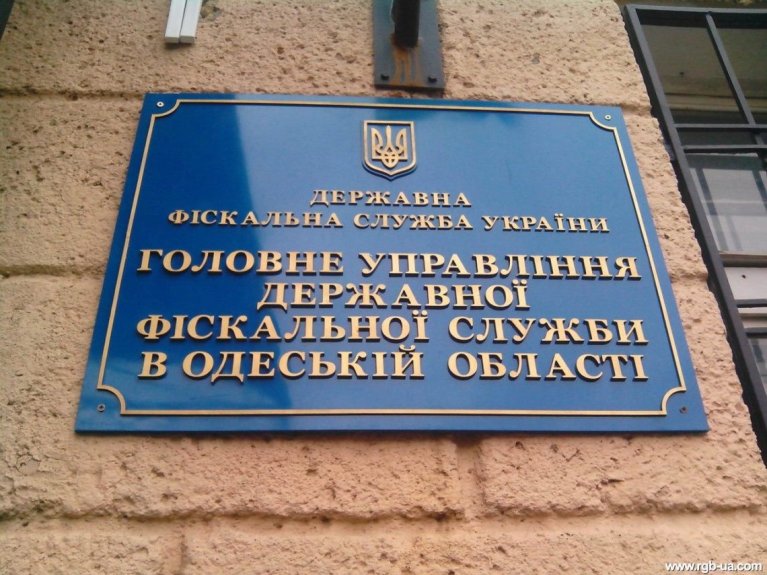 ДЕРЖАВНА
ФІСКАЛЬНА СЛУЖБА УКРАЇНИ
ГОЛОВНЕ УПРАВЛІННЯ
ДЕРЖАВНОЇ
ФІСКАЛЬНОЇ СЛУЖБИ
В ОДЕСЬКІЙ ОБЛАСТІ
www.rgb-ua.com